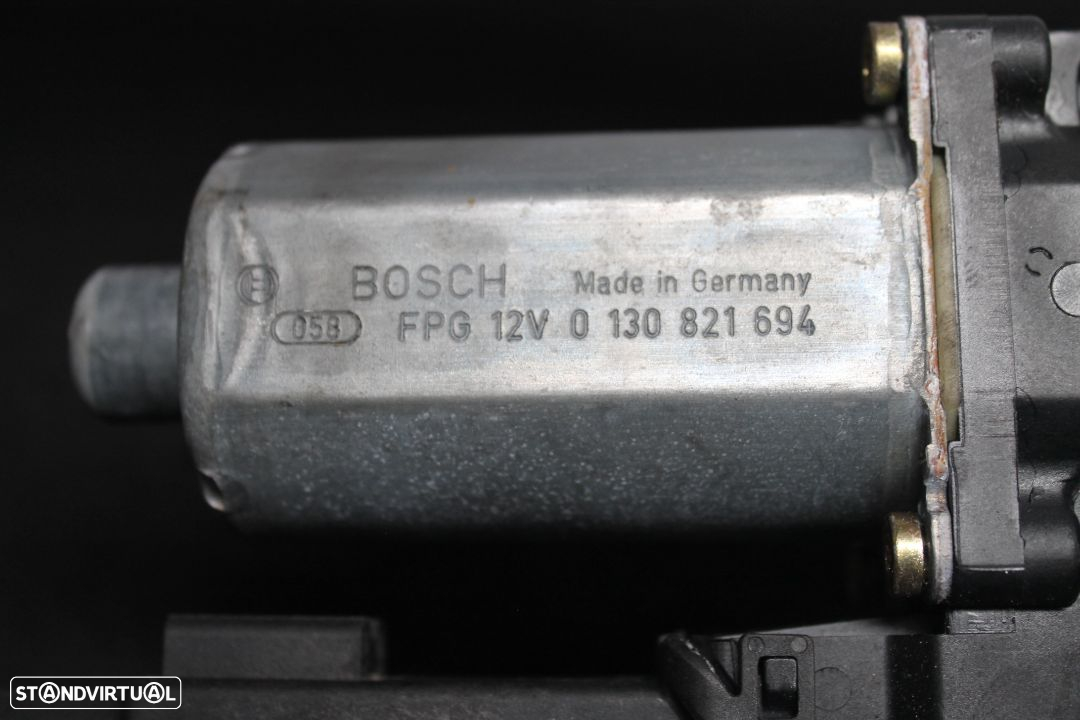 BOSCH Made in Germany
058 FPG 12V 0 130 821 694
STANDVIRTUAL